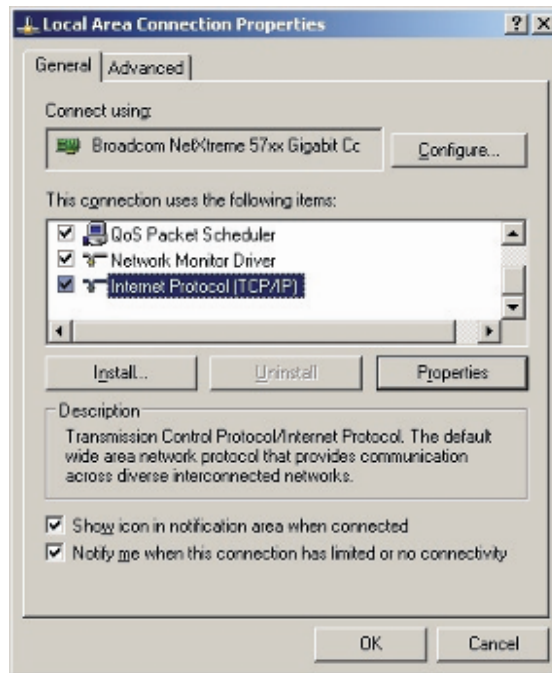 Local Area Connection Properties
General Advanced
Connect using:
Broadcom NetXtreme 57xx Gigabit Cc Configure...
This connection uses the following items:
QoS Packet Scheduler
Network Monitor Driver
Internet Protocol (TCP/IP)
Install... Uninstall Properties
Description
Transmission Control Protocol/Internet Protocol. The default
wide area network protocol that provides communication
across diverse interconnected networks.
Show icon in notification area when connected
Notify me when this connection has limited or no connectivity
OK Cancel